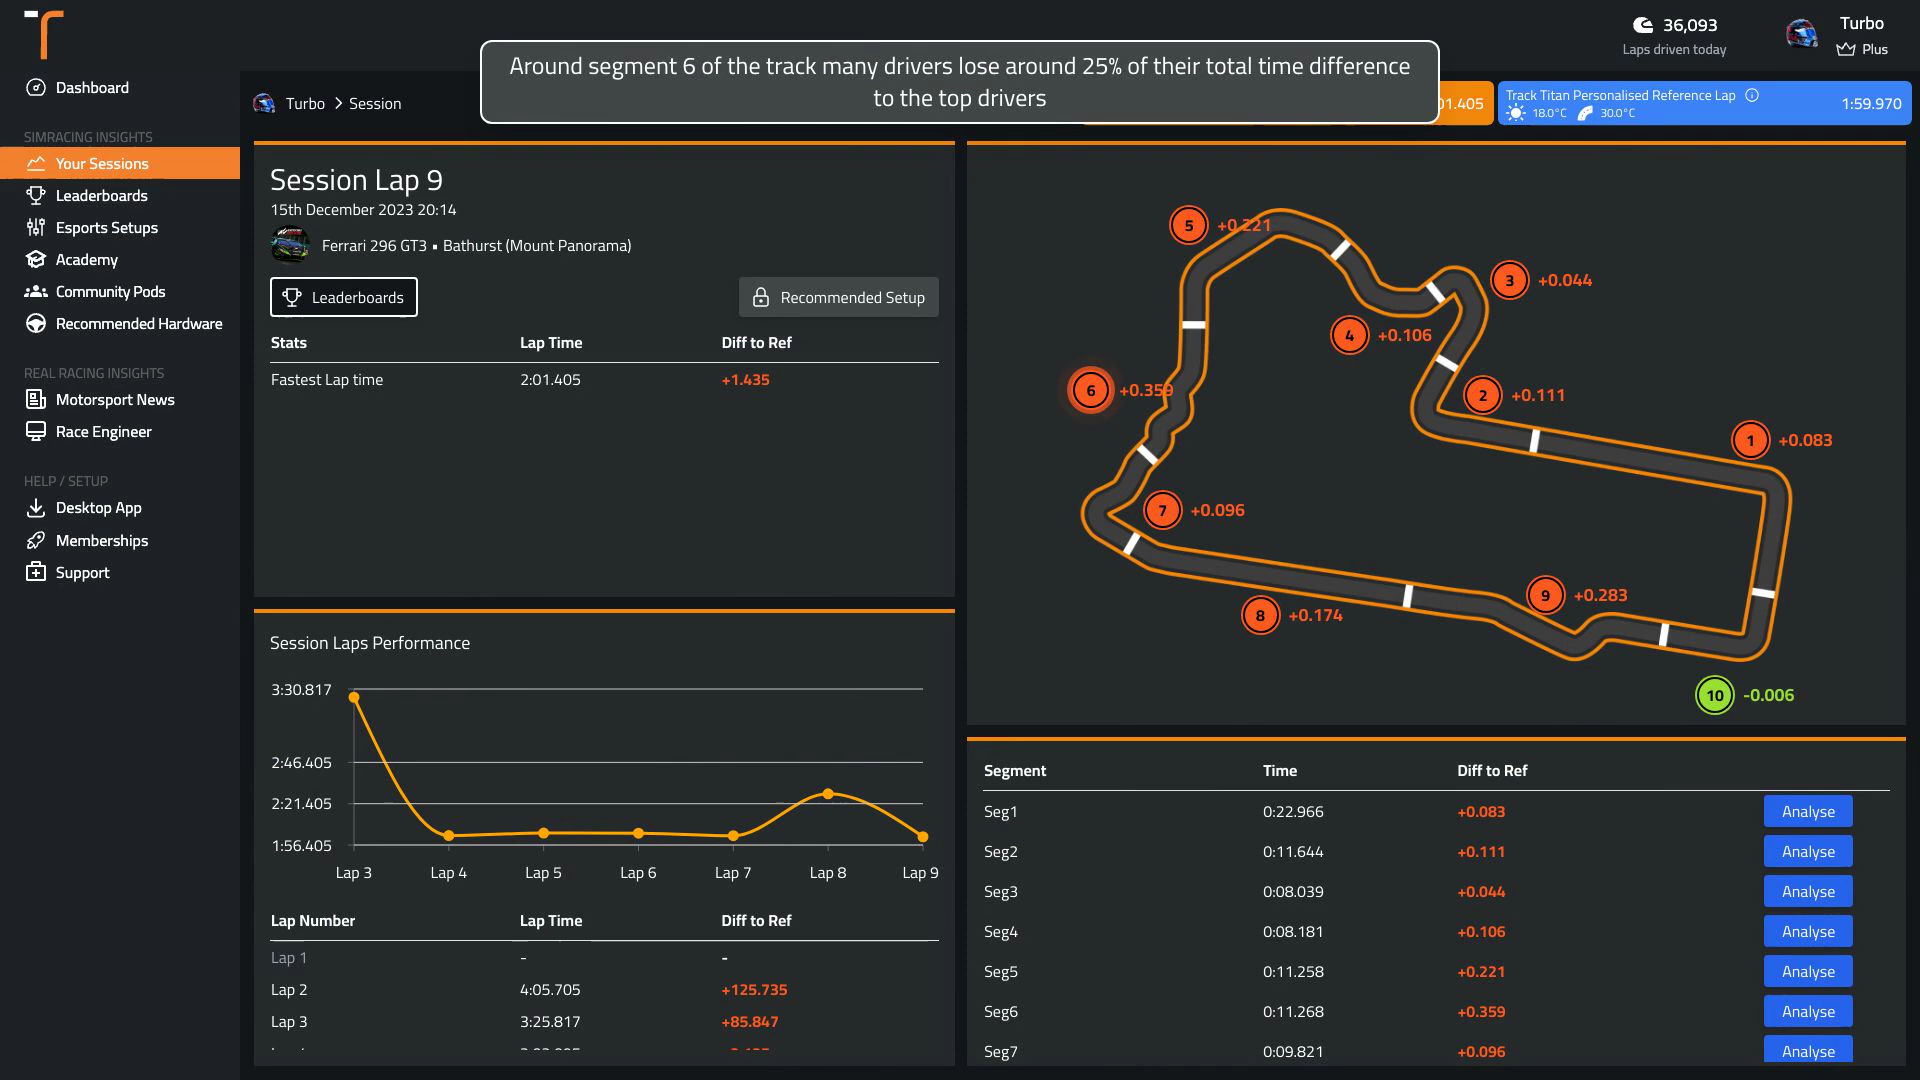 36,093
Laps driven today
Turbo
Plus
Around segment 6 of the track many drivers lose around 25% of their total time difference
to the top drivers
Dashboard
SIMRACING INSIGHTS
Your Sessions
Leaderboards
Esports Setups
Academy
Community Pods
Recommended Hardware
REAL RACING INSIGHTS
Motorsport News
Race Engineer
HELP / SETUP
Desktop App
Memberships
Support
Turbo > Session
01.405
Track Titan Personalised Reference Lap
18.0°C 30.0°C
1:59.970
Session Lap 9
15th December 2023 20:14
Ferrari 296 GT3 • Bathurst (Mount Panorama)
Leaderboards
Recommended Setup
Stats Lap Time Diff to Ref
Fastest Lap time 2:01.405 +1.435
Session Laps Performance
3:30.817
2:46.405
2:21.405
1:56.405
Lap 3 Lap 4 Lap 5 Lap 6 Lap 7 Lap 8 Lap 9
Lap Number Lap Time Diff to Ref
Lap 1 - -
Lap 2 4:05.705 +125.735
Lap 3 3:25.817 +85.847
5 +0.221
3 +0.044
4 +0.106
6 +0.359
2 +0.111
1 +0.083
7 +0.096
9 +0.283
8 +0.174
10 -0.006
Segment Time Diff to Ref
Seg1 0:22.966 +0.083 Analyse
Seg2 0:11.644 +0.111 Analyse
Seg3 0:08.039 +0.044 Analyse
Seg4 0:08.181 +0.106 Analyse
Seg5 0:11.258 +0.221 Analyse
Seg6 0:11.268 +0.359 Analyse
Seg7 0:09.821 +0.096 Analyse